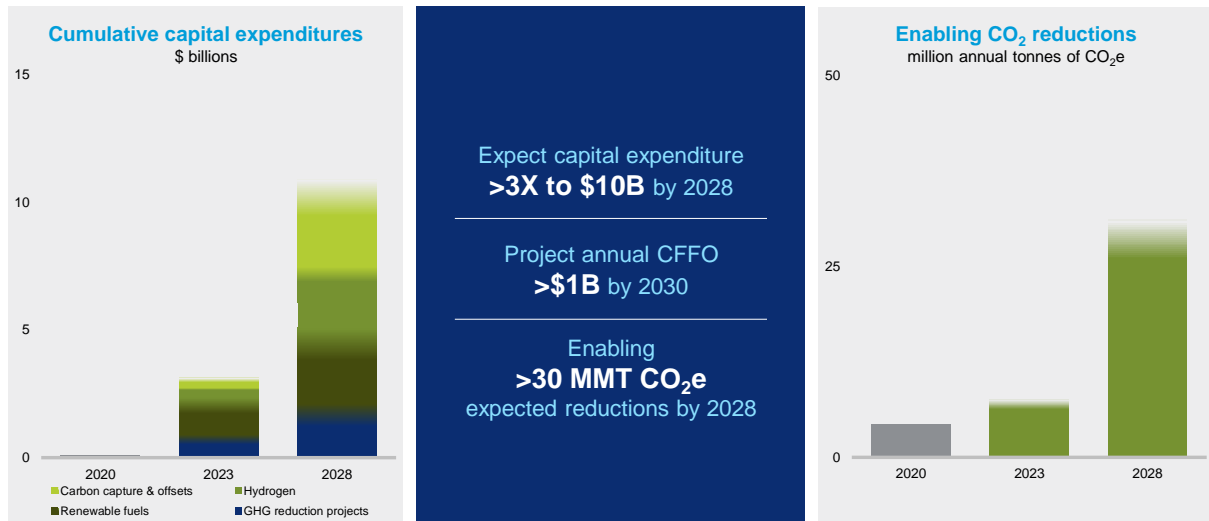 Cumulative capital expenditures
$ billions
15
10
5
0
2020 2023 2028
Carbon capture & offsets Hydrogen
Renewable fuels GHG reduction projects
Expect capital expenditure
>3X to $10B by 2028
Project annual CFFO
>$1B by 2030
Enabling
>30 MMT CO₂e
expected reductions by 2028
Enabling CO₂ reductions
million annual tonnes of CO₂e
50
25
0
2020 2023 2028